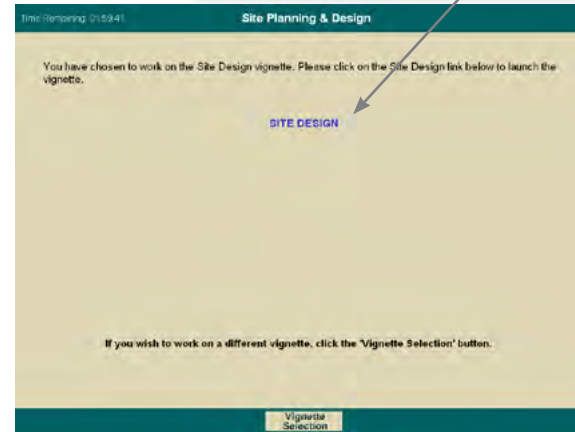 Time Remaining: 01:59:41
Site Planning & Design
You have chosen to work on the Site Design vignette. Please click on the Site Design link below to launch the
vignette.
SITE DESIGN
If you wish to work on a different vignette, click the 'Vignette Selection' button.
Vignette
Selection